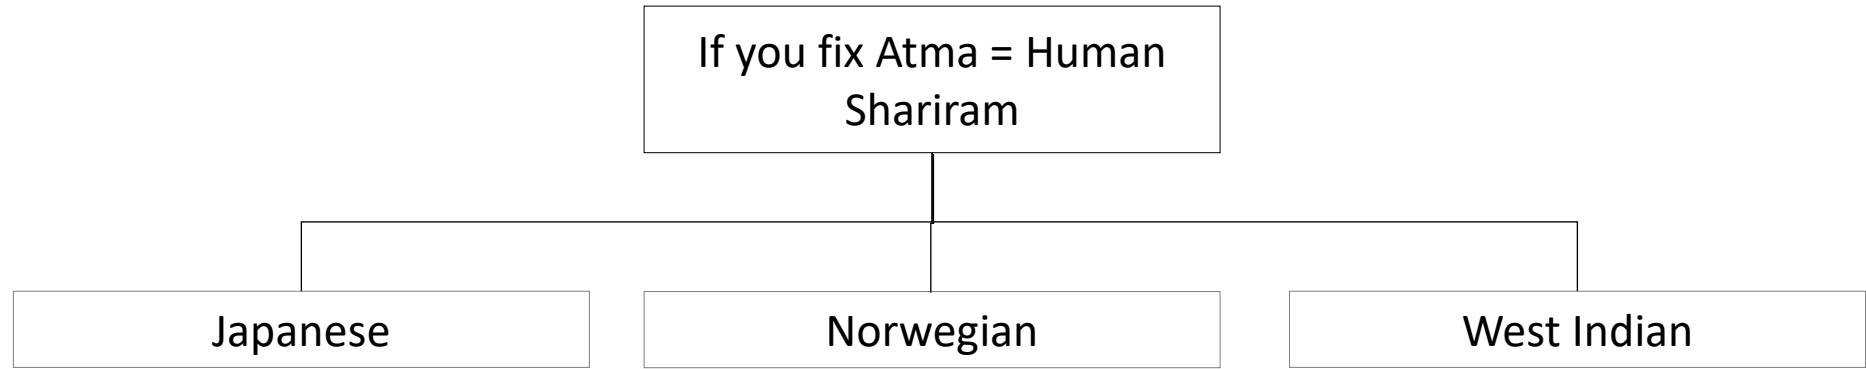 If you fix Atma = Human
Shariram
Japanese
Norwegian
West Indian